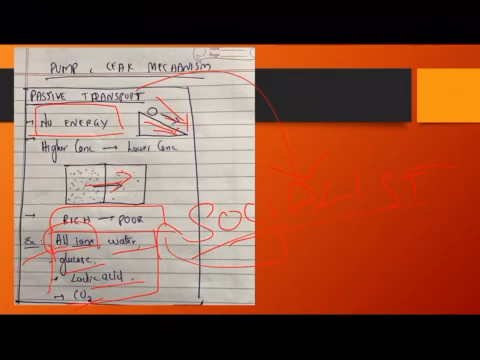 PUMP & LEAK MECHANISM
PASSIVE TRANSPORT
→ NO ENERGY
→ Higher Conc → Lower Conc
→ RICH → POOR
SOCIALIST
Ex: All ions, water,
glucose,
→ Lactic acid.
→ CO2